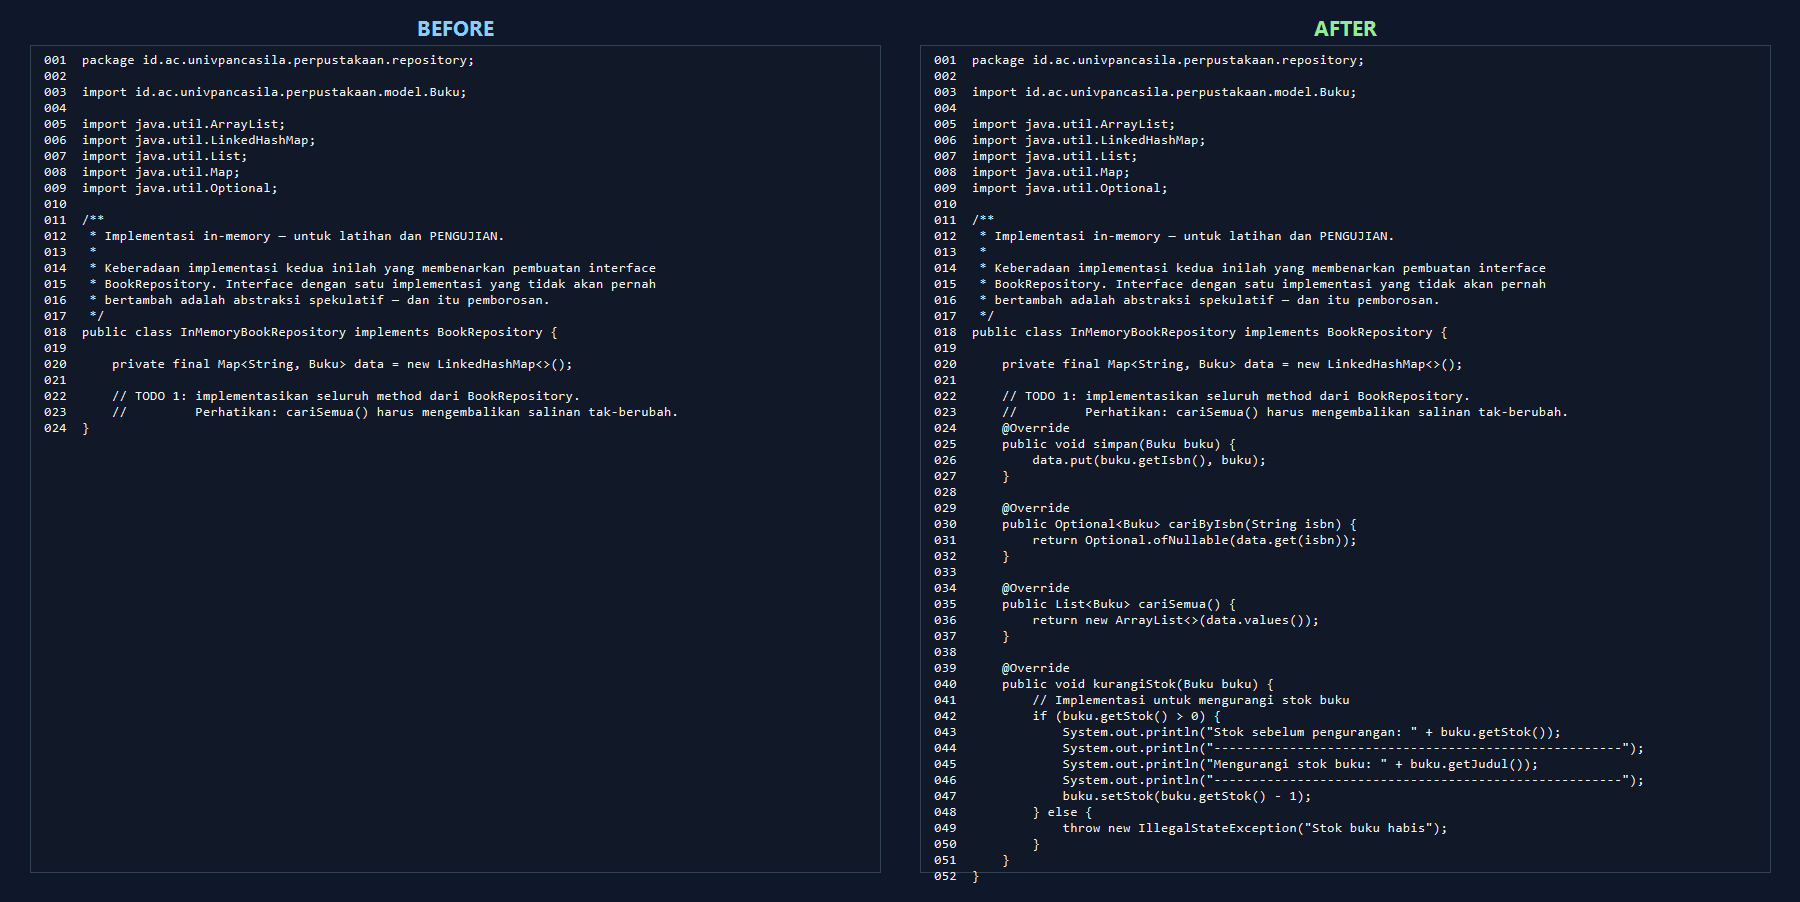 BEFORE
001  package id.ac.univpancasila.perpustakaan.repository;
002
003  import id.ac.univpancasila.perpustakaan.model.Buku;
004
005  import java.util.ArrayList;
006  import java.util.LinkedHashMap;
007  import java.util.List;
008  import java.util.Map;
009  import java.util.Optional;
010
011  /**
012   * Implementasi in-memory — untuk latihan dan PENGUJIAN.
013   *
014   * Keberadaan implementasi kedua inilah yang membenarkan pembuatan interface
015   * BookRepository. Interface dengan satu implementasi yang tidak akan pernah
016   * bertambah adalah abstraksi spekulatif — dan itu pemborosan.
017   */
018  public class InMemoryBookRepository implements BookRepository {
019
020      private final Map<String, Buku> data = new LinkedHashMap<>();
021
022      // TODO 1: implementasikan seluruh method dari BookRepository.
023      //         Perhatikan: cariSemua() harus mengembalikan salinan tak-berubah.
024  }
AFTER
001  package id.ac.univpancasila.perpustakaan.repository;
002
003  import id.ac.univpancasila.perpustakaan.model.Buku;
004
005  import java.util.ArrayList;
006  import java.util.LinkedHashMap;
007  import java.util.List;
008  import java.util.Map;
009  import java.util.Optional;
010
011  /**
012   * Implementasi in-memory — untuk latihan dan PENGUJIAN.
013   *
014   * Keberadaan implementasi kedua inilah yang membenarkan pembuatan interface
015   * BookRepository. Interface dengan satu implementasi yang tidak akan pernah
016   * bertambah adalah abstraksi spekulatif — dan itu pemborosan.
017   */
018  public class InMemoryBookRepository implements BookRepository {
019
020      private final Map<String, Buku> data = new LinkedHashMap<>();
021
022      // TODO 1: implementasikan seluruh method dari BookRepository.
023      //         Perhatikan: cariSemua() harus mengembalikan salinan tak-berubah.
024      @Override
025      public void simpan(Buku buku) {
026          data.put(buku.getIsbn(), buku);
027      }
028
029      @Override
030      public Optional<Buku> cariByIsbn(String isbn) {
031          return Optional.ofNullable(data.get(isbn));
032      }
033
034      @Override
035      public List<Buku> cariSemua() {
036          return new ArrayList<>(data.values());
037      }
038
039      @Override
040      public void kurangiStok(Buku buku) {
041          // Implementasi untuk mengurangi stok buku
042          if (buku.getStok() > 0) {
043              System.out.println("Stok sebelum pengurangan: " + buku.getStok());
044              System.out.println("------------------------------------------------------");
045              System.out.println("Mengurangi stok buku: " + buku.getJudul());
046              System.out.println("------------------------------------------------------");
047              buku.setStok(buku.getStok() - 1);
048          } else {
049              throw new IllegalStateException("Stok buku habis");
050          }
051      }
052  }